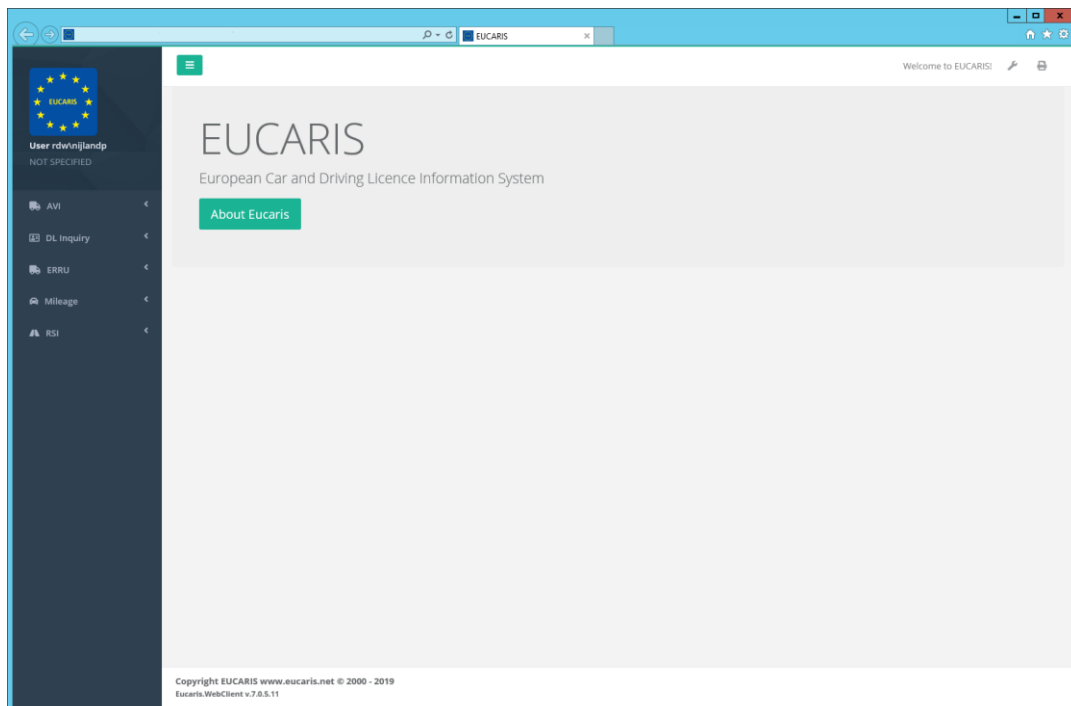 EUCARIS
Welcome to EUCARIS!
EUCARIS
User rdw\nijlandp
NOT SPECIFIED
AVI
DL Inquiry
ERRU
Mileage
RSI
EUCARIS
European Car and Driving Licence Information System
About Eucaris
Copyright EUCARIS www.eucaris.net © 2000 - 2019
Eucaris.WebClient v.7.0.5.11